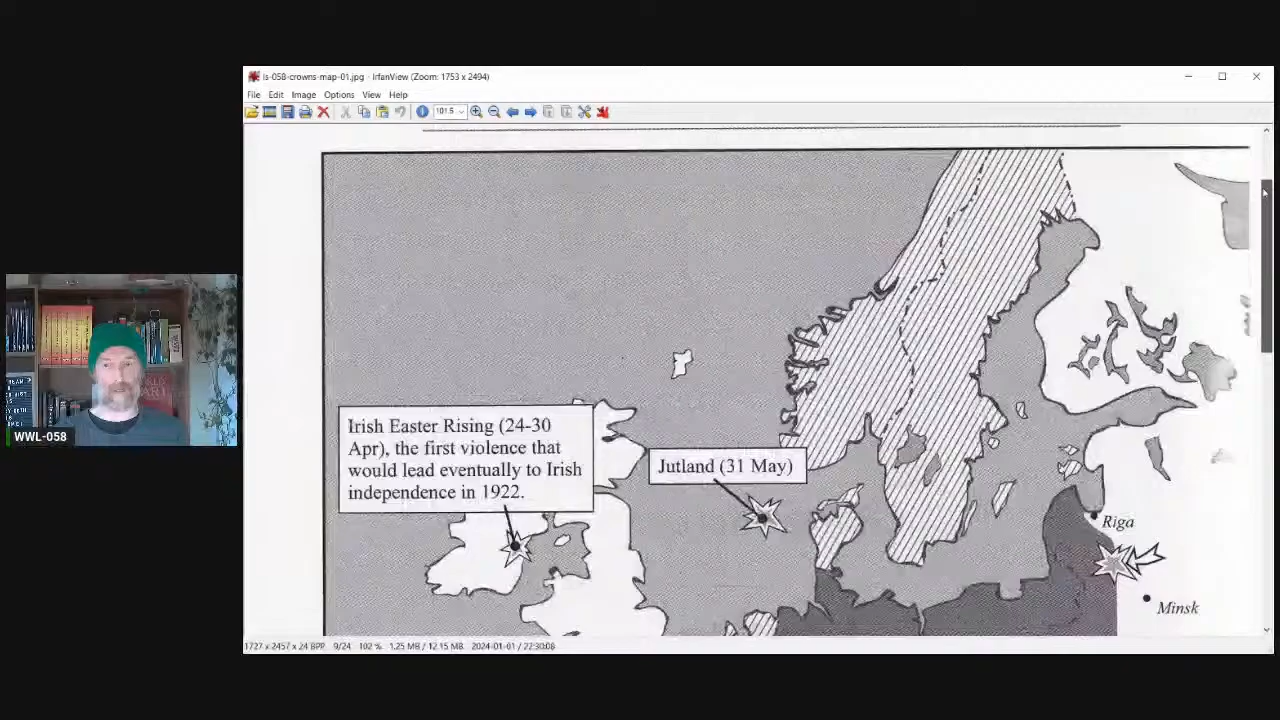 ls-058-crowns-map-01.jpg - IrfanView (Zoom: 1753 x 2494)
File Edit Image Options View Help
101.5
Irish Easter Rising (24-30
Apr), the first violence that
would lead eventually to Irish
independence in 1922.
Jutland (31 May)
Riga
Minsk
WWL-058
1727 x 2457 x 24 BPP 9/24 102 % 1.25 MB / 12.15 MB 2024-01-01 / 22:30:08